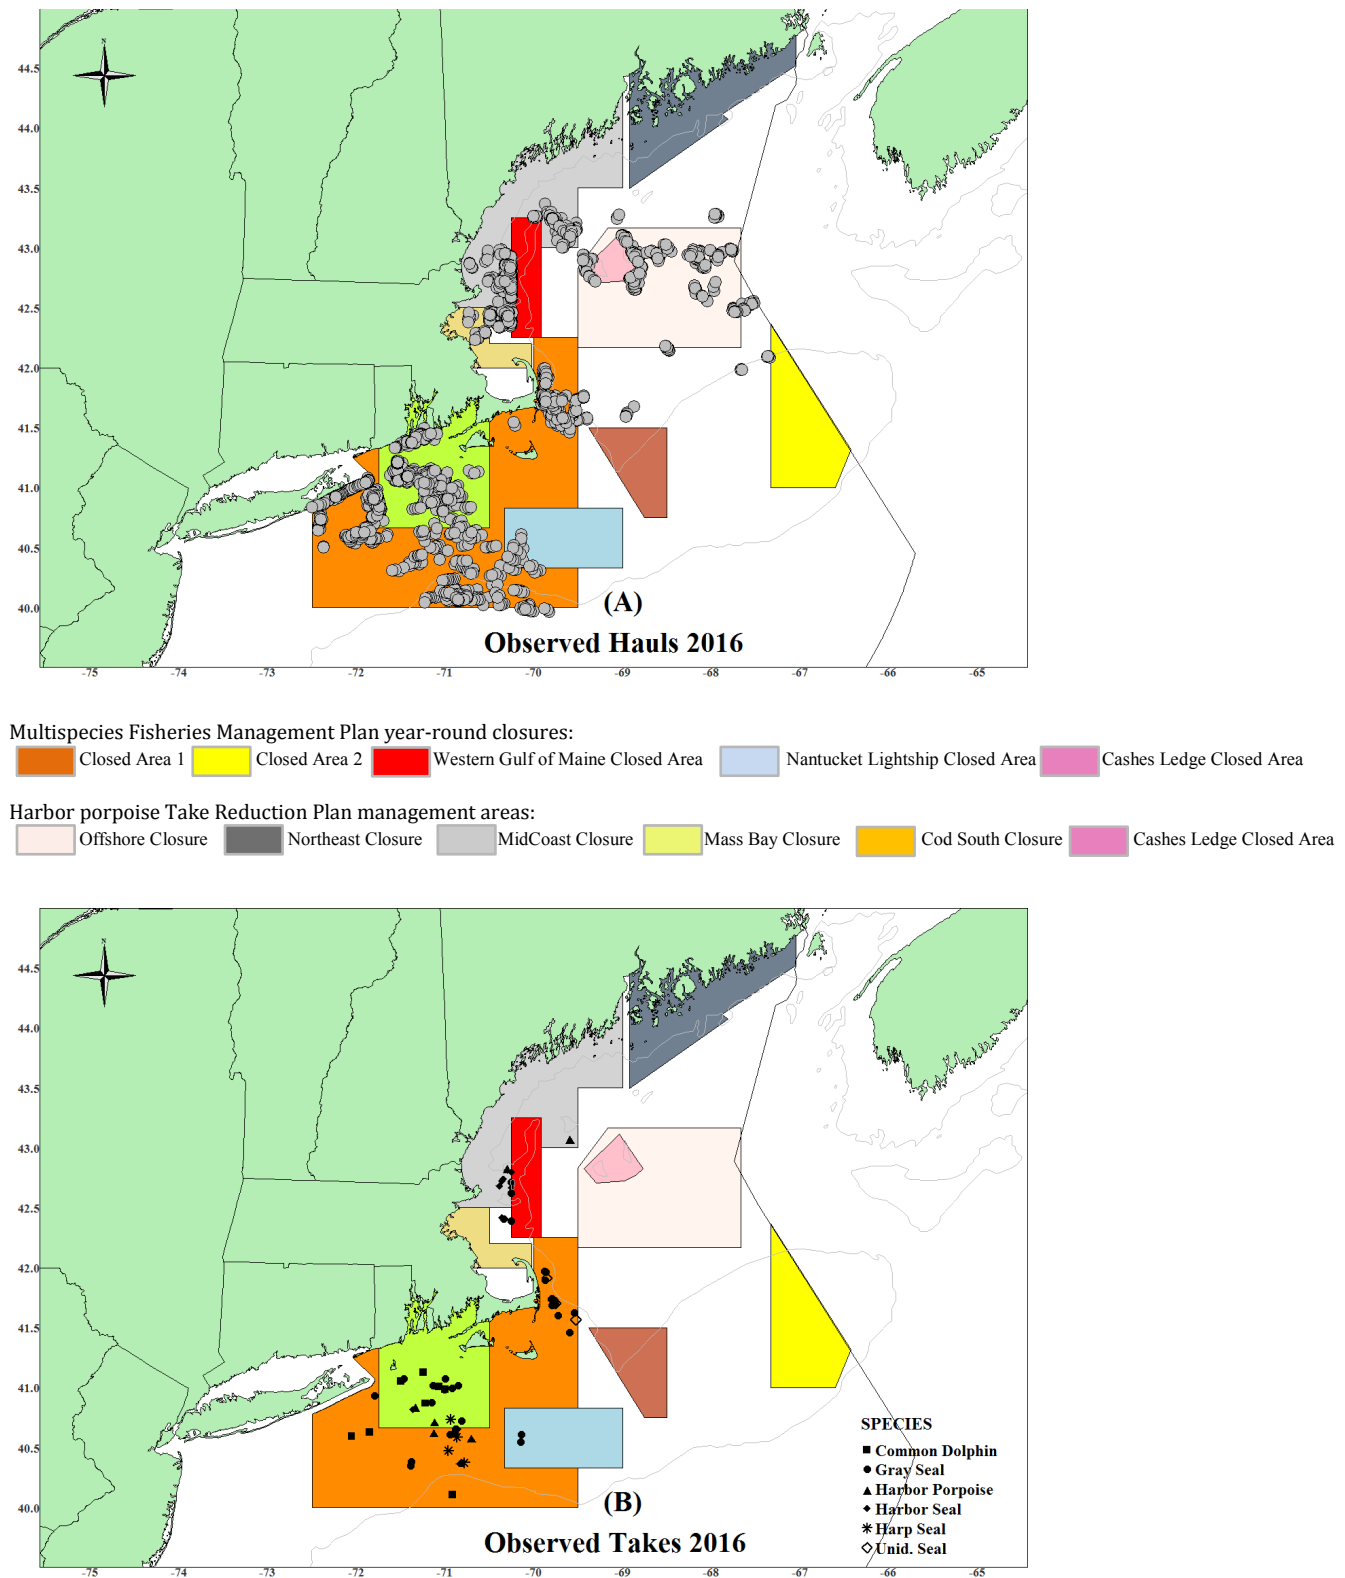 N
44.5
44.0
43.5
43.0
42.5
42.0
41.5
41.0
40.5
40.0
(A)
Observed Hauls 2016
-75 -74 -73 -72 -71 -70 -69 -68 -67 -66 -65
Multispecies Fisheries Management Plan year-round closures:
Closed Area 1 Closed Area 2 Western Gulf of Maine Closed Area Nantucket Lightship Closed Area Cashes Ledge Closed Area
Harbor porpoise Take Reduction Plan management areas:
Offshore Closure Northeast Closure MidCoast Closure Mass Bay Closure Cod South Closure Cashes Ledge Closed Area
N
44.5
44.0
43.5
43.0
42.5
42.0
41.5
41.0
40.5
40.0
SPECIES
Common Dolphin
Gray Seal
Harbor Porpoise
Harbor Seal
Harp Seal
Unid. Seal
(B)
Observed Takes 2016
-75 -74 -73 -72 -71 -70 -69 -68 -67 -66 -65